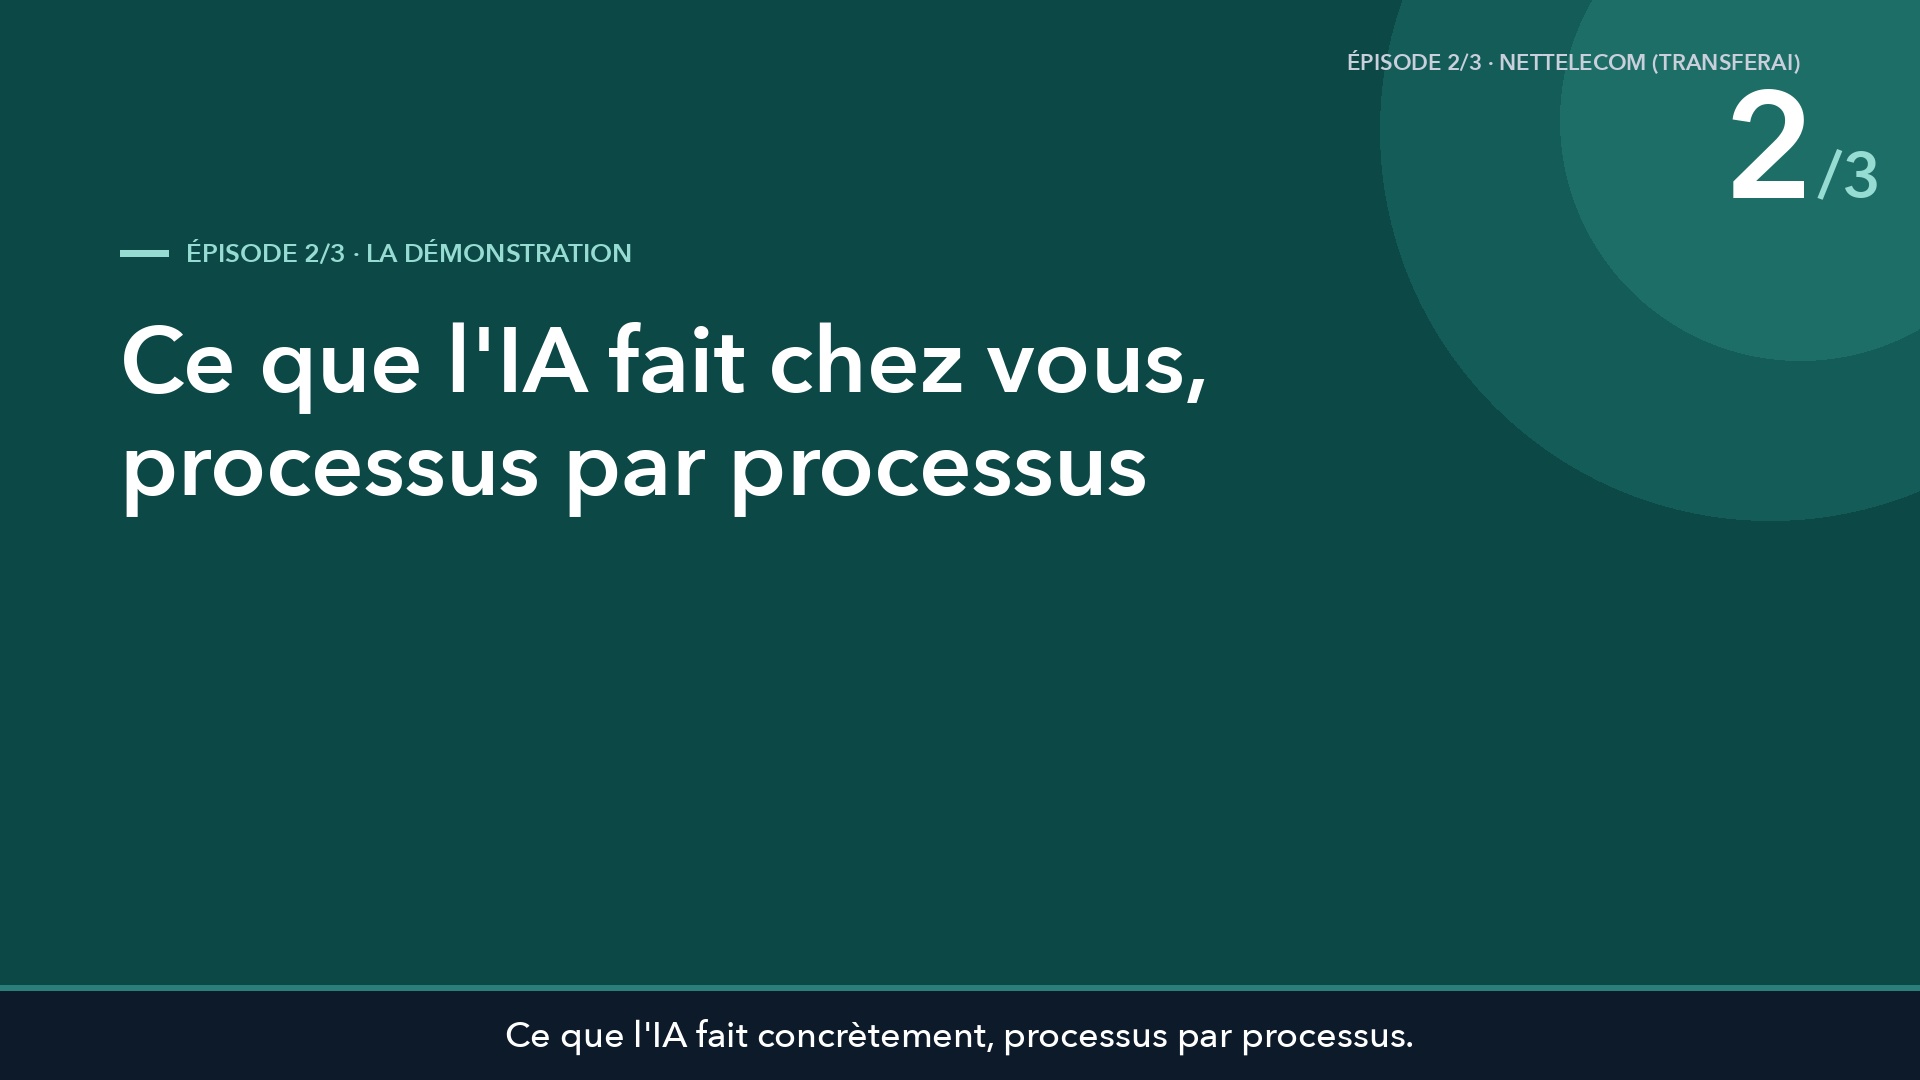 ÉPISODE 2/3 · NETTELECOM (TRANSFERAI)
2/3
ÉPISODE 2/3 · LA DÉMONSTRATION
Ce que l'IA fait chez vous,
processus par processus
Ce que l'IA fait concrètement, processus par processus.